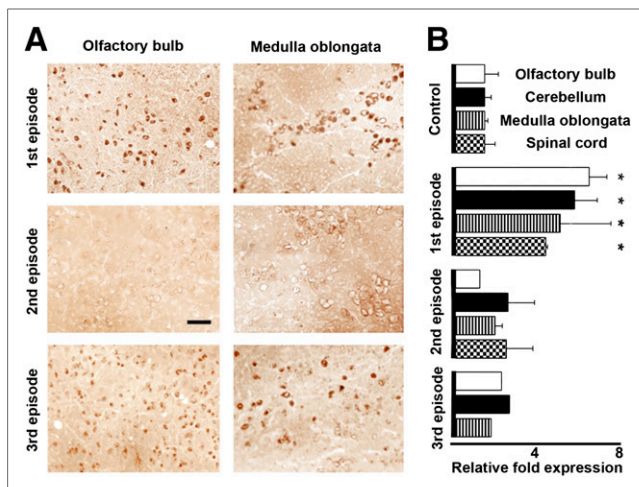 A
Olfactory bulb
Medulla oblongata
1st episode
2nd episode
3rd episode
B
Control
Olfactory bulb
Cerebellum
Medulla oblongata
Spinal cord
1st episode
*
*
*
*
2nd episode
3rd episode
4
8
Relative fold expression